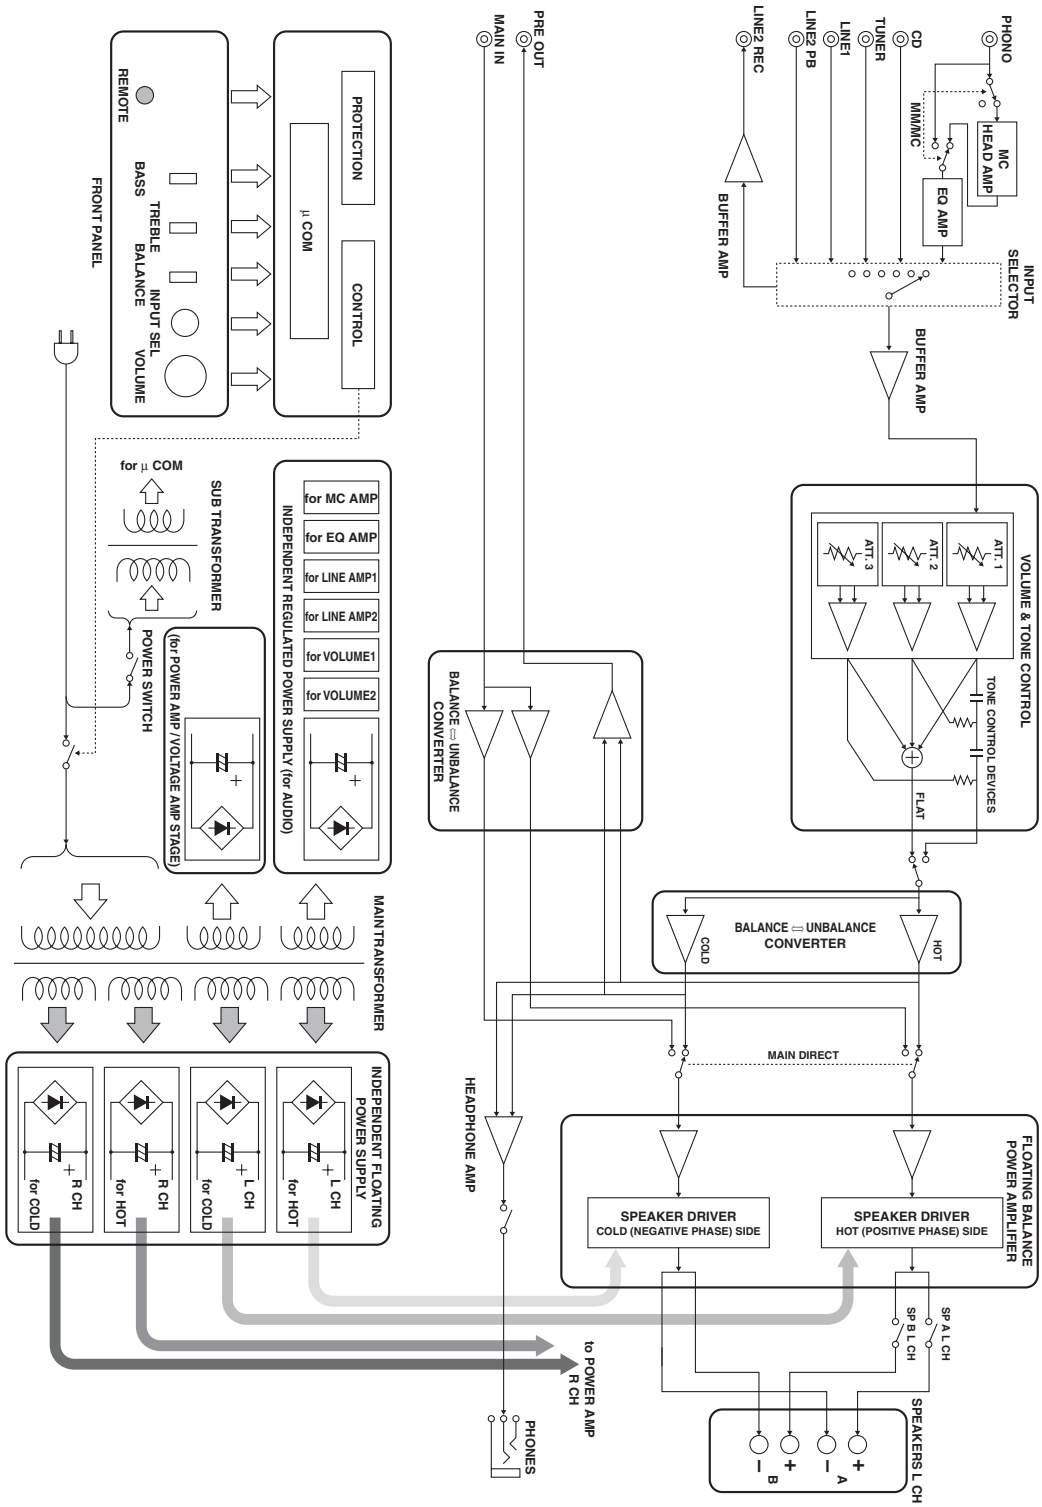 PHONO
CD
TUNER
LINE1
LINE2 PB
LINE2 REC
PRE OUT
MAIN IN
MM/MC
MC
HEAD AMP
EQ AMP
INPUT
SELECTOR
BUFFER AMP
BUFFER AMP
VOLUME & TONE CONTROL
ATT. 1
ATT. 2
ATT. 3
TONE CONTROL DEVICES
FLAT
BALANCE ⇔ UNBALANCE
CONVERTER
HOT
COLD
BALANCE ⇔ UNBALANCE
CONVERTER
MAIN DIRECT
FLOATING BALANCE
POWER AMPLIFIER
SPEAKER DRIVER
HOT (POSITIVE PHASE) SIDE
SPEAKER DRIVER
COLD (NEGATIVE PHASE) SIDE
SP A L CH
SP B L CH
SPEAKERS L CH
+
−
A
+
−
B
HEADPHONE AMP
PHONES
PROTECTION
CONTROL
µ COM
REMOTE
BASS
TREBLE
BALANCE
INPUT SEL
VOLUME
FRONT PANEL
for µ COM
SUB TRANSFORMER
POWER SWITCH
for MC AMP
for EQ AMP
for LINE AMP1
for LINE AMP2
for VOLUME1
for VOLUME2
+
INDEPENDENT REGULATED POWER SUPPLY (for AUDIO)
+
(for POWER AMP / VOLTAGE AMP STAGE)
MAIN TRANSFORMER
INDEPENDENT FLOATING
POWER SUPPLY
+
L CH
for HOT
+
L CH
for COLD
+
R CH
for HOT
+
R CH
for COLD
to POWER AMP
R CH